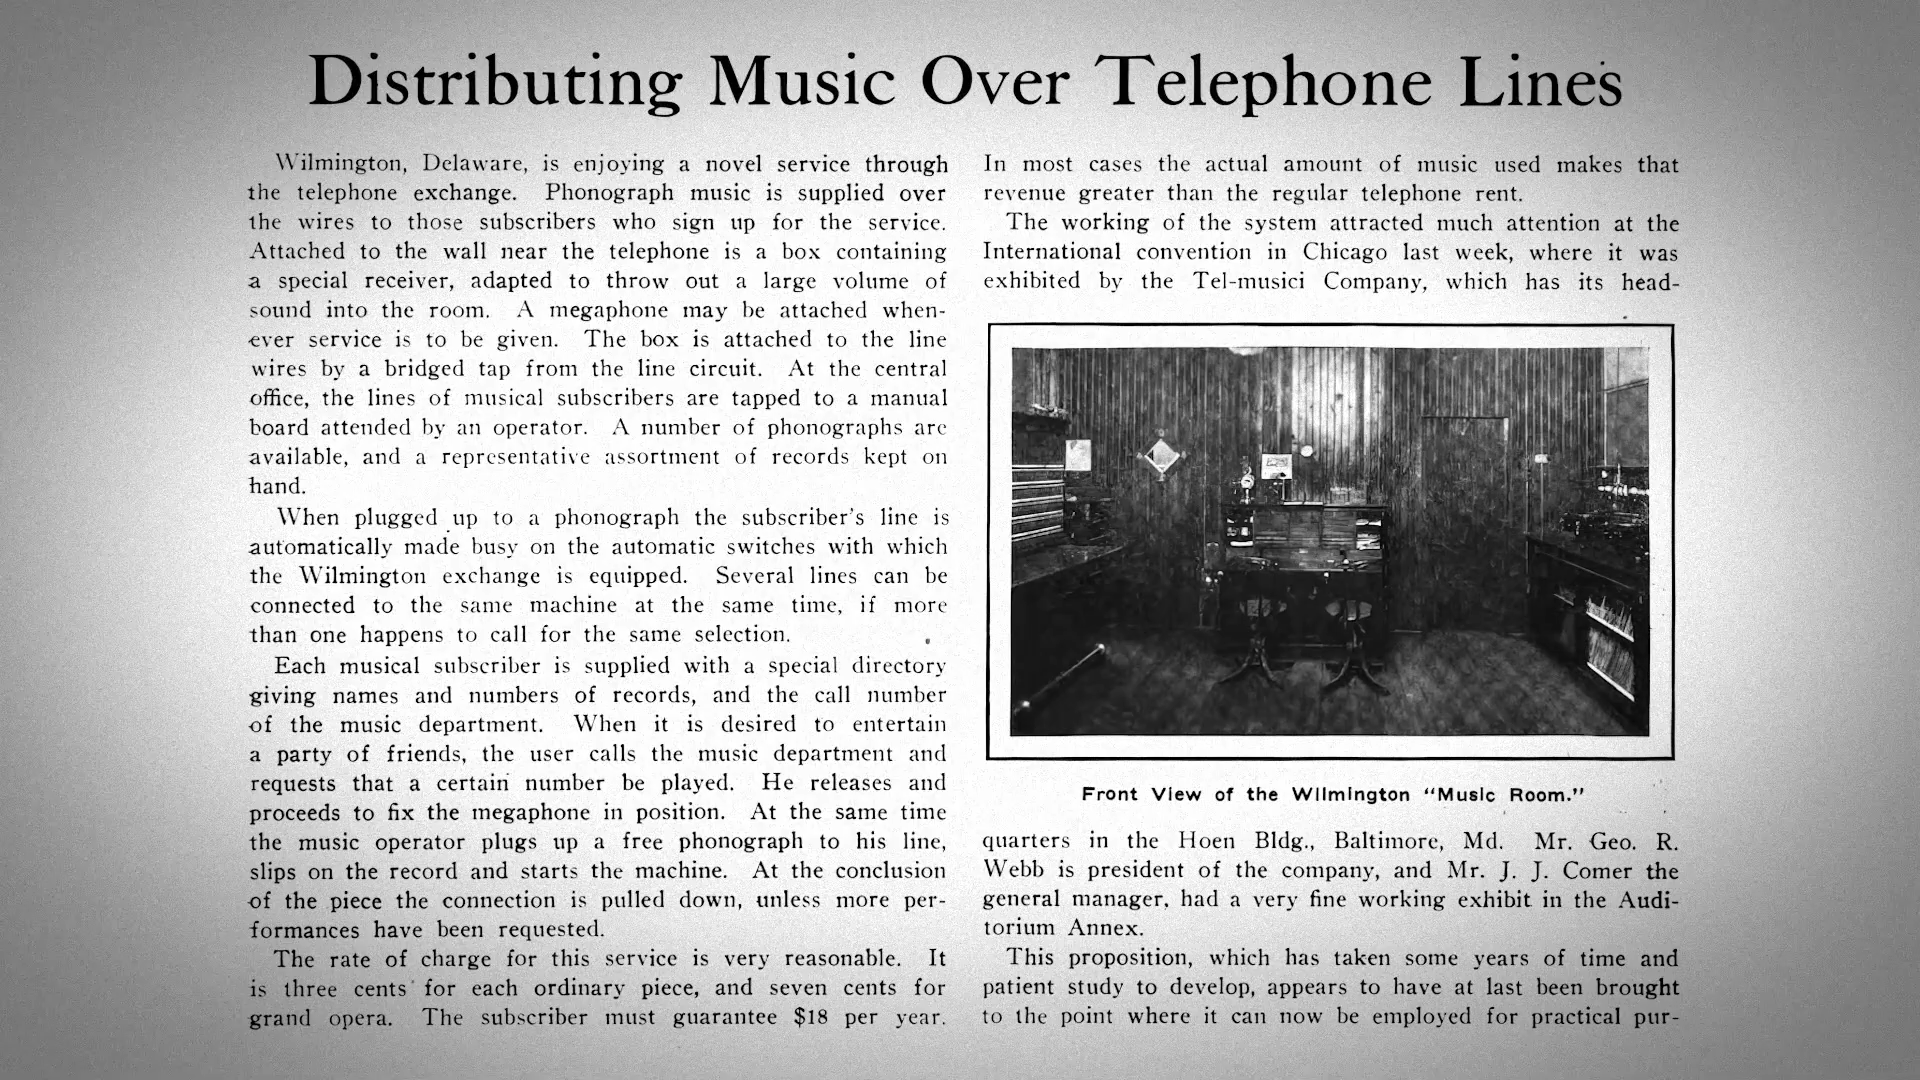 Distributing Music Over Telephone Lines
Wilmington, Delaware, is enjoying a novel service through
the telephone exchange. Phonograph music is supplied over
the wires to those subscribers who sign up for the service.
Attached to the wall near the telephone is a box containing
a special receiver, adapted to throw out a large volume of
sound into the room. A megaphone may be attached when-
ever service is to be given. The box is attached to the line
wires by a bridged tap from the line circuit. At the central
office, the lines of musical subscribers are tapped to a manual
board attended by an operator. A number of phonographs are
available, and a representative assortment of records kept on
hand.
When plugged up to a phonograph the subscriber's line is
automatically made busy on the automatic switches with which
the Wilmington exchange is equipped. Several lines can be
connected to the same machine at the same time, if more
than one happens to call for the same selection.
Each musical subscriber is supplied with a special directory
giving names and numbers of records, and the call number
of the music department. When it is desired to entertain
a party of friends, the user calls the music department and
requests that a certain number be played. He releases and
proceeds to fix the megaphone in position. At the same time
the music operator plugs up a free phonograph to his line,
slips on the record and starts the machine. At the conclusion
of the piece the connection is pulled down, unless more per-
formances have been requested.
The rate of charge for this service is very reasonable. It
is three cents for each ordinary piece, and seven cents for
grand opera. The subscriber must guarantee $18 per year.
In most cases the actual amount of music used makes that
revenue greater than the regular telephone rent.
The working of the system attracted much attention at the
International convention in Chicago last week, where it was
exhibited by the Tel-musici Company, which has its head-
Front View of the Wilmington "Music Room."
quarters in the Hoen Bldg., Baltimore, Md. Mr. Geo. R.
Webb is president of the company, and Mr. J. J. Comer the
general manager, had a very fine working exhibit in the Audi-
torium Annex.
This proposition, which has taken some years of time and
patient study to develop, appears to have at last been brought
to the point where it can now be employed for practical pur-